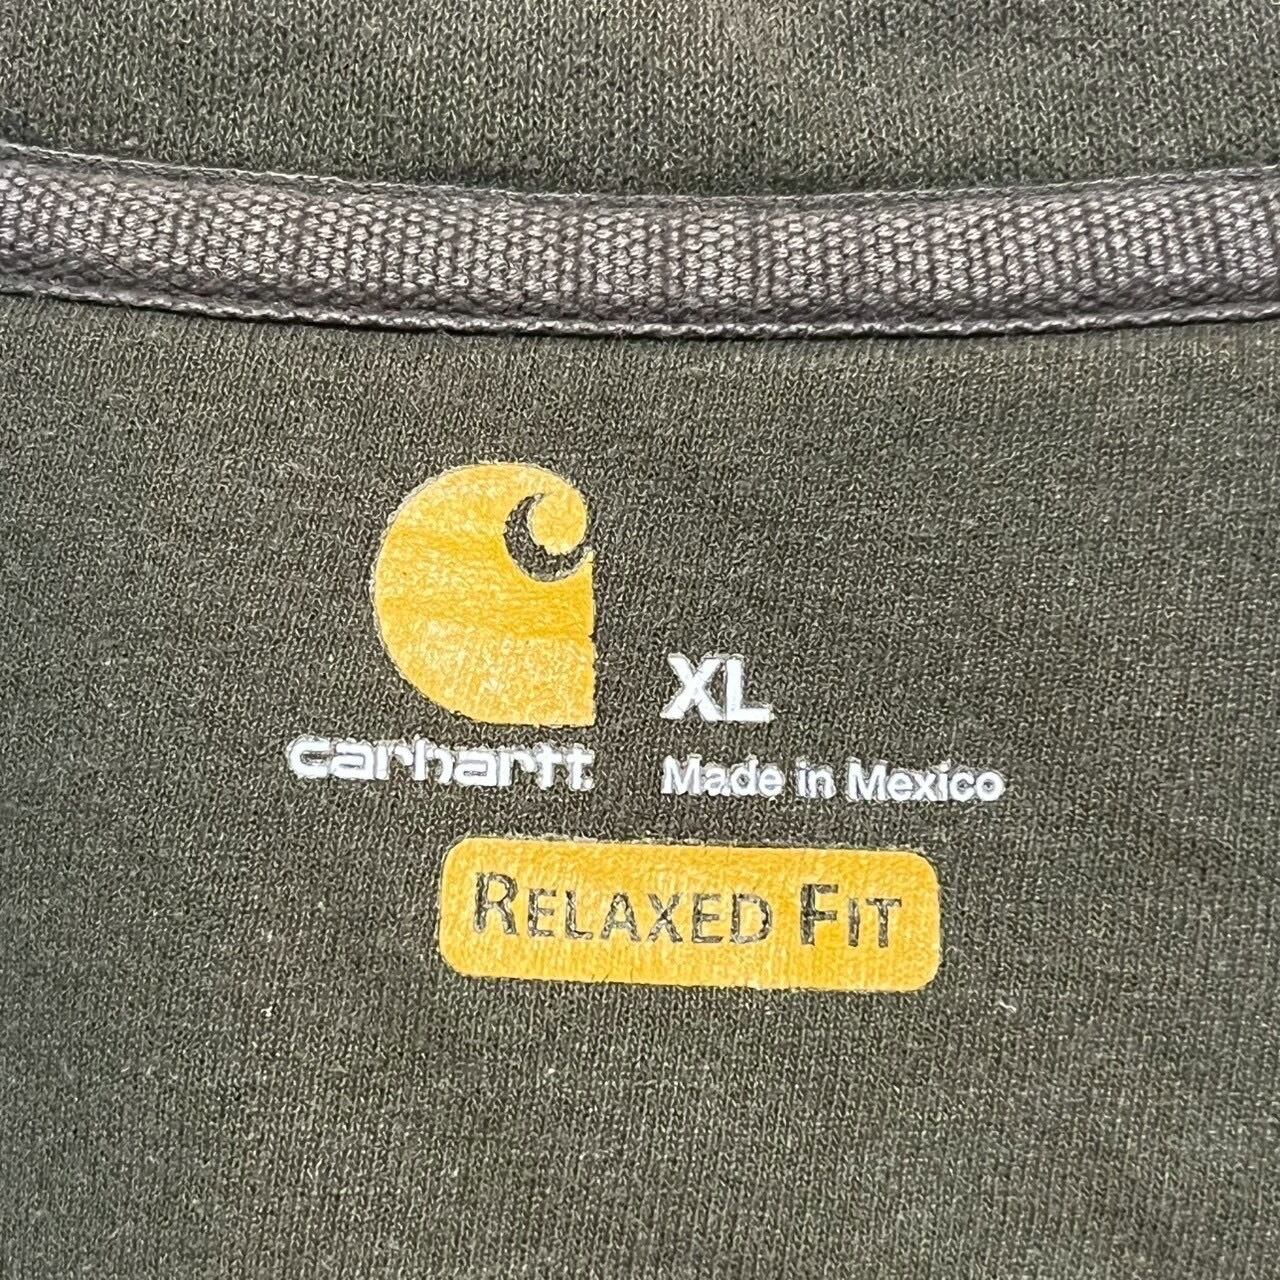 XL
carhartt
Made in Mexico
RELAXED FIT